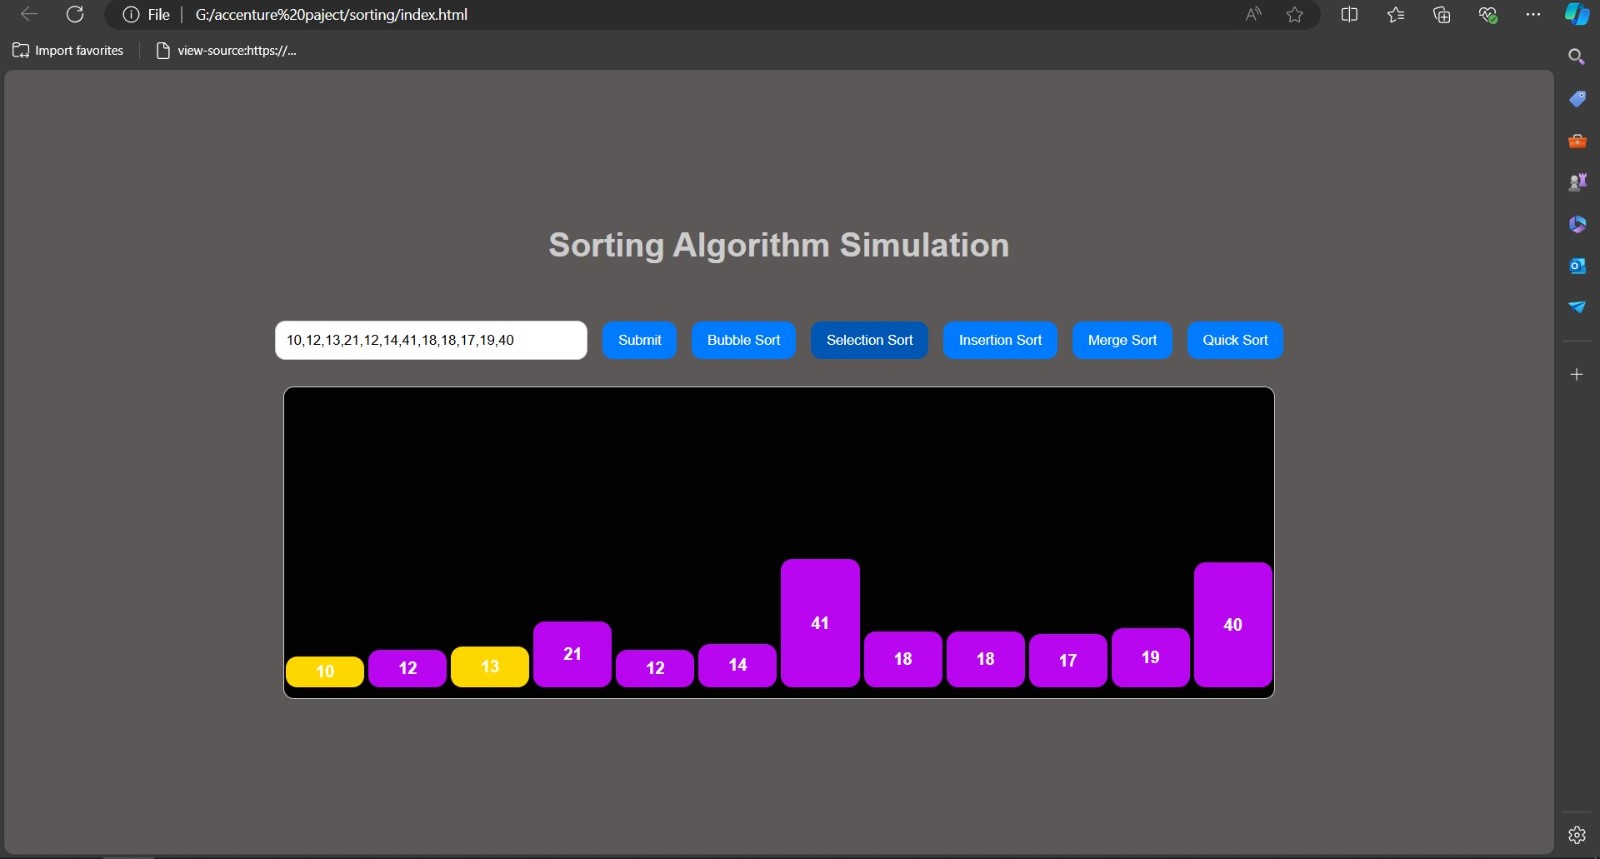 File G:/accenture%20paject/sorting/index.html
Import favorites view-source:https://...
Sorting Algorithm Simulation
10,12,13,21,12,14,41,18,18,17,19,40 Submit Bubble Sort Selection Sort Insertion Sort Merge Sort Quick Sort
10 12 13 21 12 14 41 18 18 17 19 40